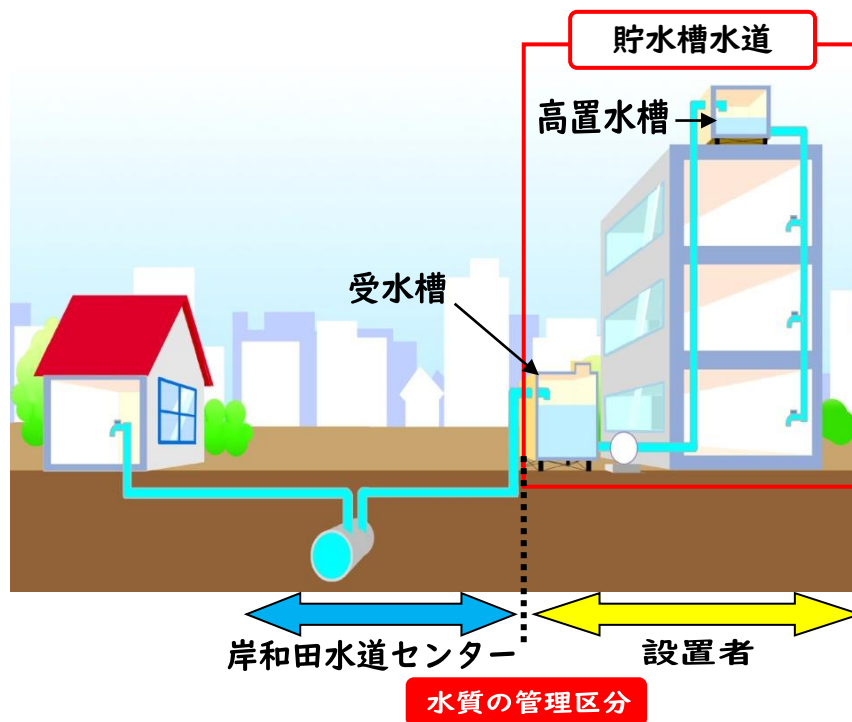 貯水槽水道
高置水槽
受水槽
岸和田水道センター
設置者
水質の管理区分